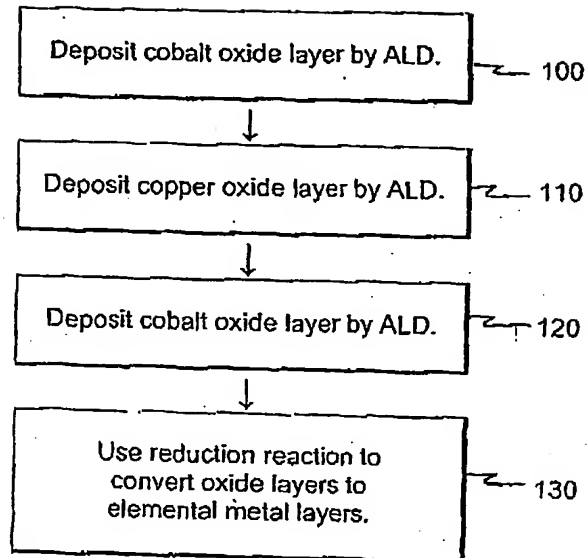 Deposit cobalt oxide layer by ALD.
100
Deposit copper oxide layer by ALD.
110
Deposit cobalt oxide layer by ALD.
120
Use reduction reaction to
convert oxide layers to
elemental metal layers.
130